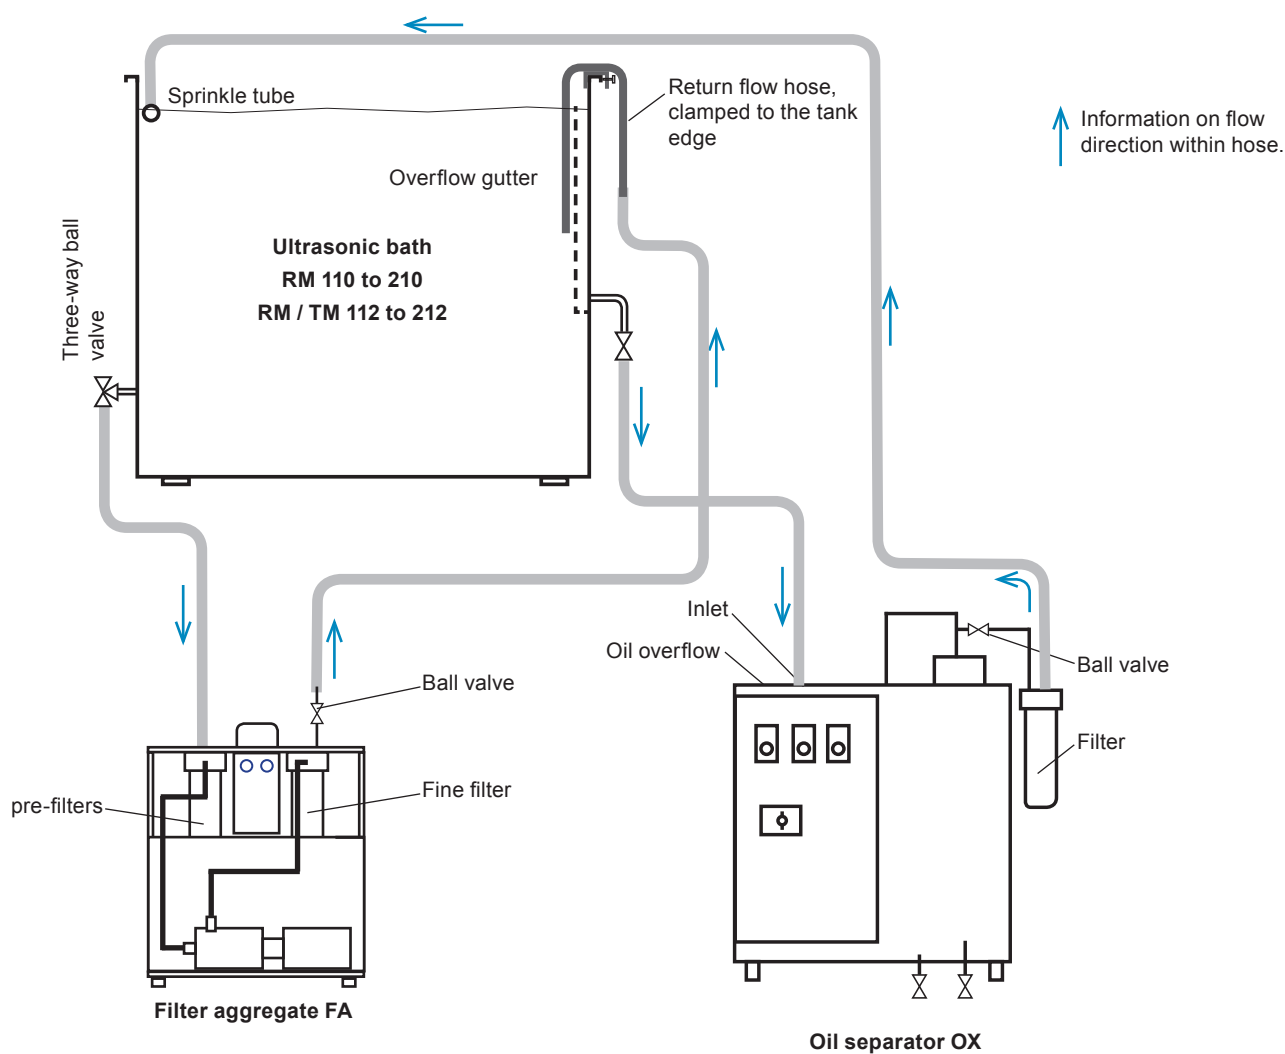 Sprinkle tube
Return flow hose,
clamped to the tank
edge
Information on flow
direction within hose.
Overflow gutter
Three-way ball
valve
Ultrasonic bath
RM 110 to 210
RM / TM 112 to 212
Inlet
Oil overflow
Ball valve
Ball valve
Filter
Fine filter
pre-filters
Filter aggregate FA
Oil separator OX